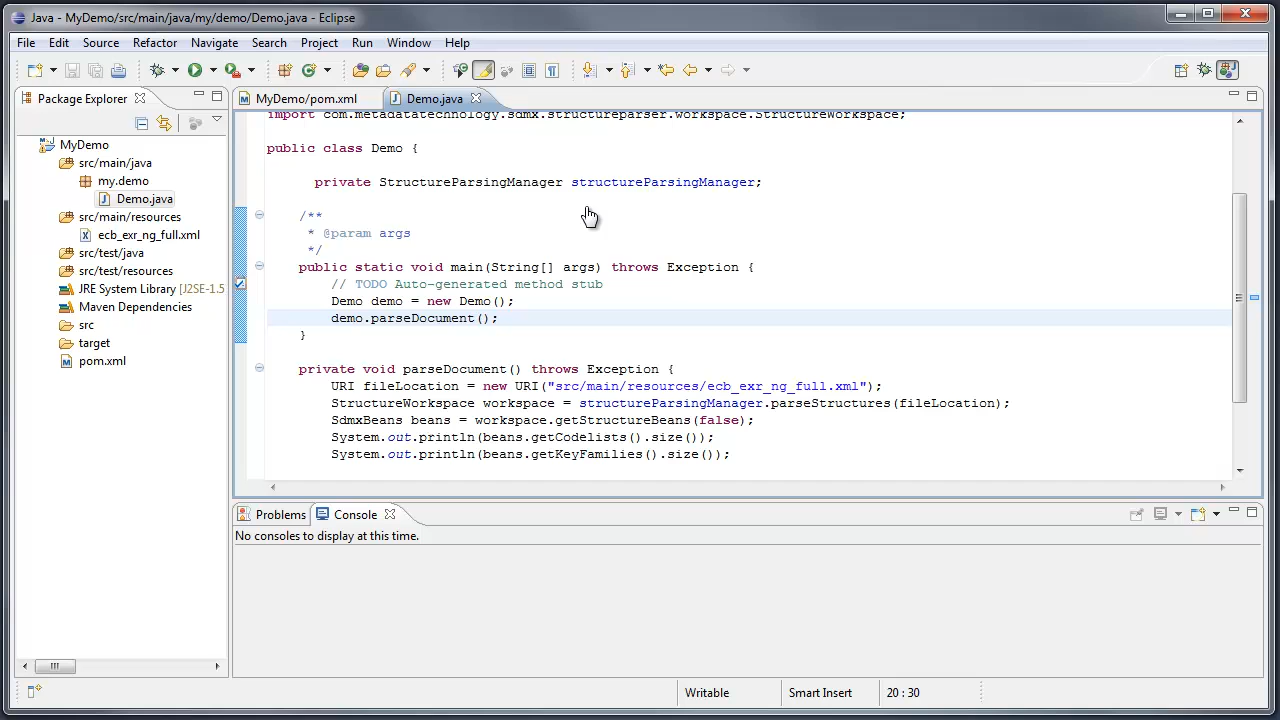 Java - MyDemo/src/main/java/my/demo/Demo.java - Eclipse
File Edit Source Refactor Navigate Search Project Run Window Help
Package Explorer
MyDemo
src/main/java
my.demo
Demo.java
src/main/resources
ecb_exr_ng_full.xml
src/test/java
src/test/resources
JRE System Library [J2SE-1.5
Maven Dependencies
src
target
pom.xml
MyDemo/pom.xml Demo.java
import com.metadatatechnology.sdmx.structureparser.workspace.StructureWorkspace;
public class Demo {
private StructureParsingManager structureParsingManager;
/**
* @param args
*/
public static void main(String[] args) throws Exception {
// TODO Auto-generated method stub
Demo demo = new Demo();
demo.parseDocument();
}
private void parseDocument() throws Exception {
URI fileLocation = new URI("src/main/resources/ecb_exr_ng_full.xml");
StructureWorkspace workspace = structureParsingManager.parseStructures(fileLocation);
SdmxBeans beans = workspace.getStructureBeans(false);
System.out.println(beans.getCodelists().size());
System.out.println(beans.getKeyFamilies().size());
Problems Console
No consoles to display at this time.
Writable Smart Insert 20 : 30